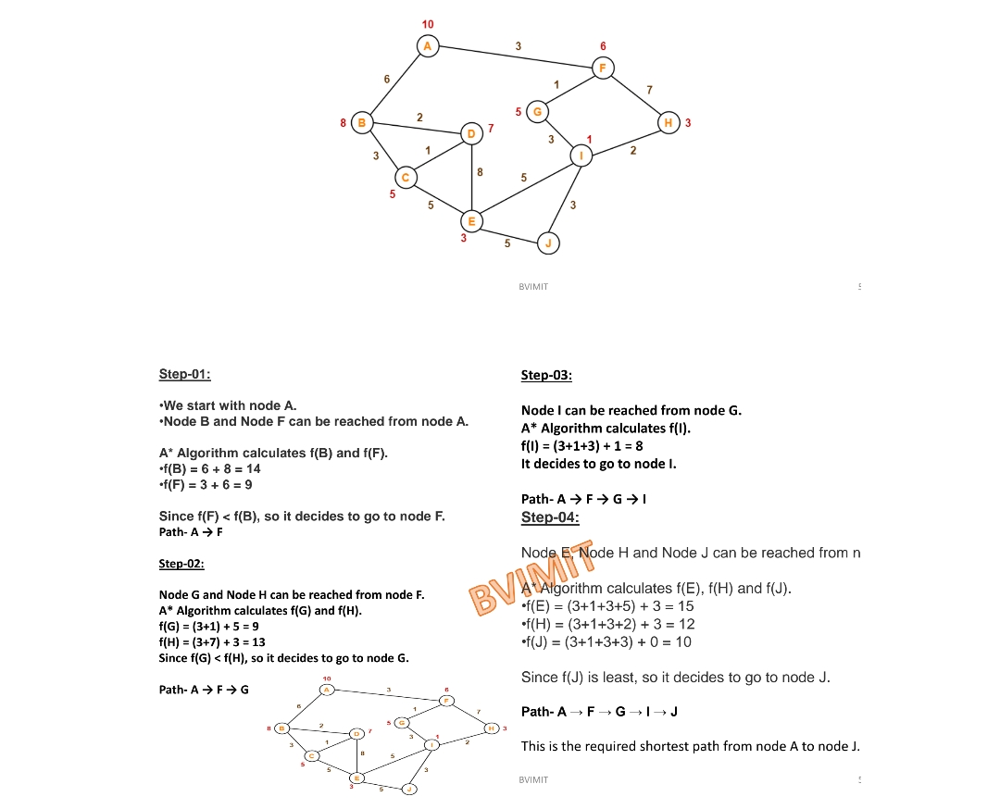 10
A
3
6
F
6
1
7
8
B
2
5
G
H
3
D
7
3
1
3
1
I
2
C
8
5
5
5
3
E
3
5
J
BVIMIT
Step-01:
•We start with node A.
•Node B and Node F can be reached from node A.
A* Algorithm calculates f(B) and f(F).
•f(B) = 6 + 8 = 14
•f(F) = 3 + 6 = 9
Since f(F) < f(B), so it decides to go to node F.
Path- A → F
Step-02:
Node G and Node H can be reached from node F.
A* Algorithm calculates f(G) and f(H).
f(G) = (3+1) + 5 = 9
f(H) = (3+7) + 3 = 13
Since f(G) < f(H), so it decides to go to node G.
Path- A → F → G
10
A
3
6
F
6
1
7
8
B
2
5
G
H
3
D
7
3
1
3
1
I
2
C
8
5
5
5
3
E
3
5
J
Step-03:
Node I can be reached from node G.
A* Algorithm calculates f(I).
f(I) = (3+1+3) + 1 = 8
It decides to go to node I.
Path- A → F → G → I
Step-04:
Node E, Node H and Node J can be reached from n
BVIMIT
A* Algorithm calculates f(E), f(H) and f(J).
•f(E) = (3+1+3+5) + 3 = 15
•f(H) = (3+1+3+2) + 3 = 12
•f(J) = (3+1+3+3) + 0 = 10
Since f(J) is least, so it decides to go to node J.
Path- A → F → G → I → J
This is the required shortest path from node A to node J.
BVIMIT